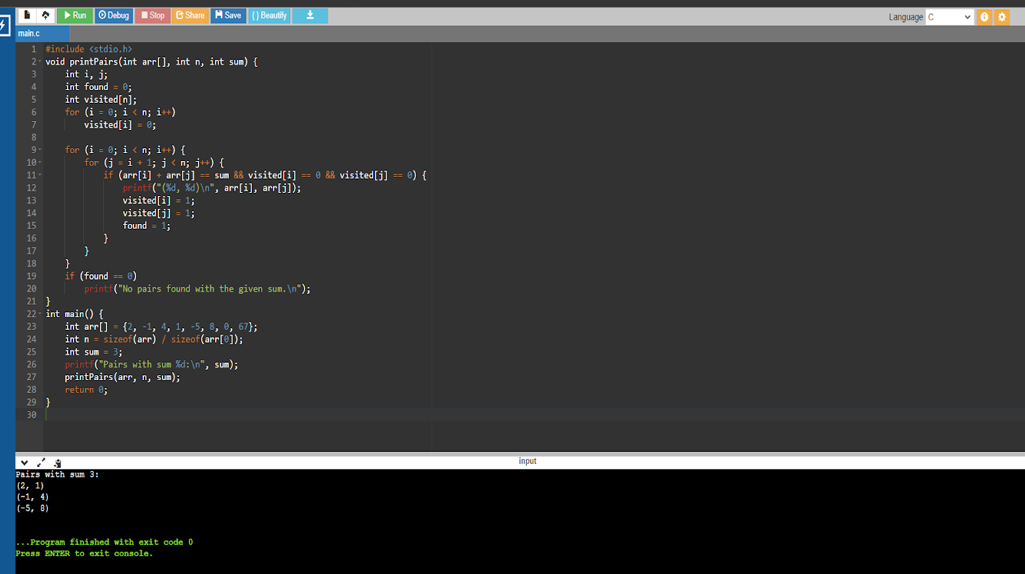 Run Debug Stop Share Save { } Beautify Language C
main.c
1 #include <stdio.h>
2 void printPairs(int arr[], int n, int sum) {
3     int i, j;
4     int found = 0;
5     int visited[n];
6     for (i = 0; i < n; i++)
7         visited[i] = 0;
8
9     for (i = 0; i < n; i++) {
10         for (j = i + 1; j < n; j++) {
11             if (arr[i] + arr[j] == sum && visited[i] == 0 && visited[j] == 0) {
12                 printf("(%d, %d)\n", arr[i], arr[j]);
13                 visited[i] = 1;
14                 visited[j] = 1;
15                 found = 1;
16             }
17         }
18     }
19     if (found == 0)
20         printf("No pairs found with the given sum.\n");
21 }
22 int main() {
23     int arr[] = {2, -1, 4, 1, -5, 8, 0, 67};
24     int n = sizeof(arr) / sizeof(arr[0]);
25     int sum = 3;
26     printf("Pairs with sum %d:\n", sum);
27     printPairs(arr, n, sum);
28     return 0;
29 }
30
input
Pairs with sum 3:
(2, 1)
(-1, 4)
(-5, 8)
...Program finished with exit code 0
Press ENTER to exit console.